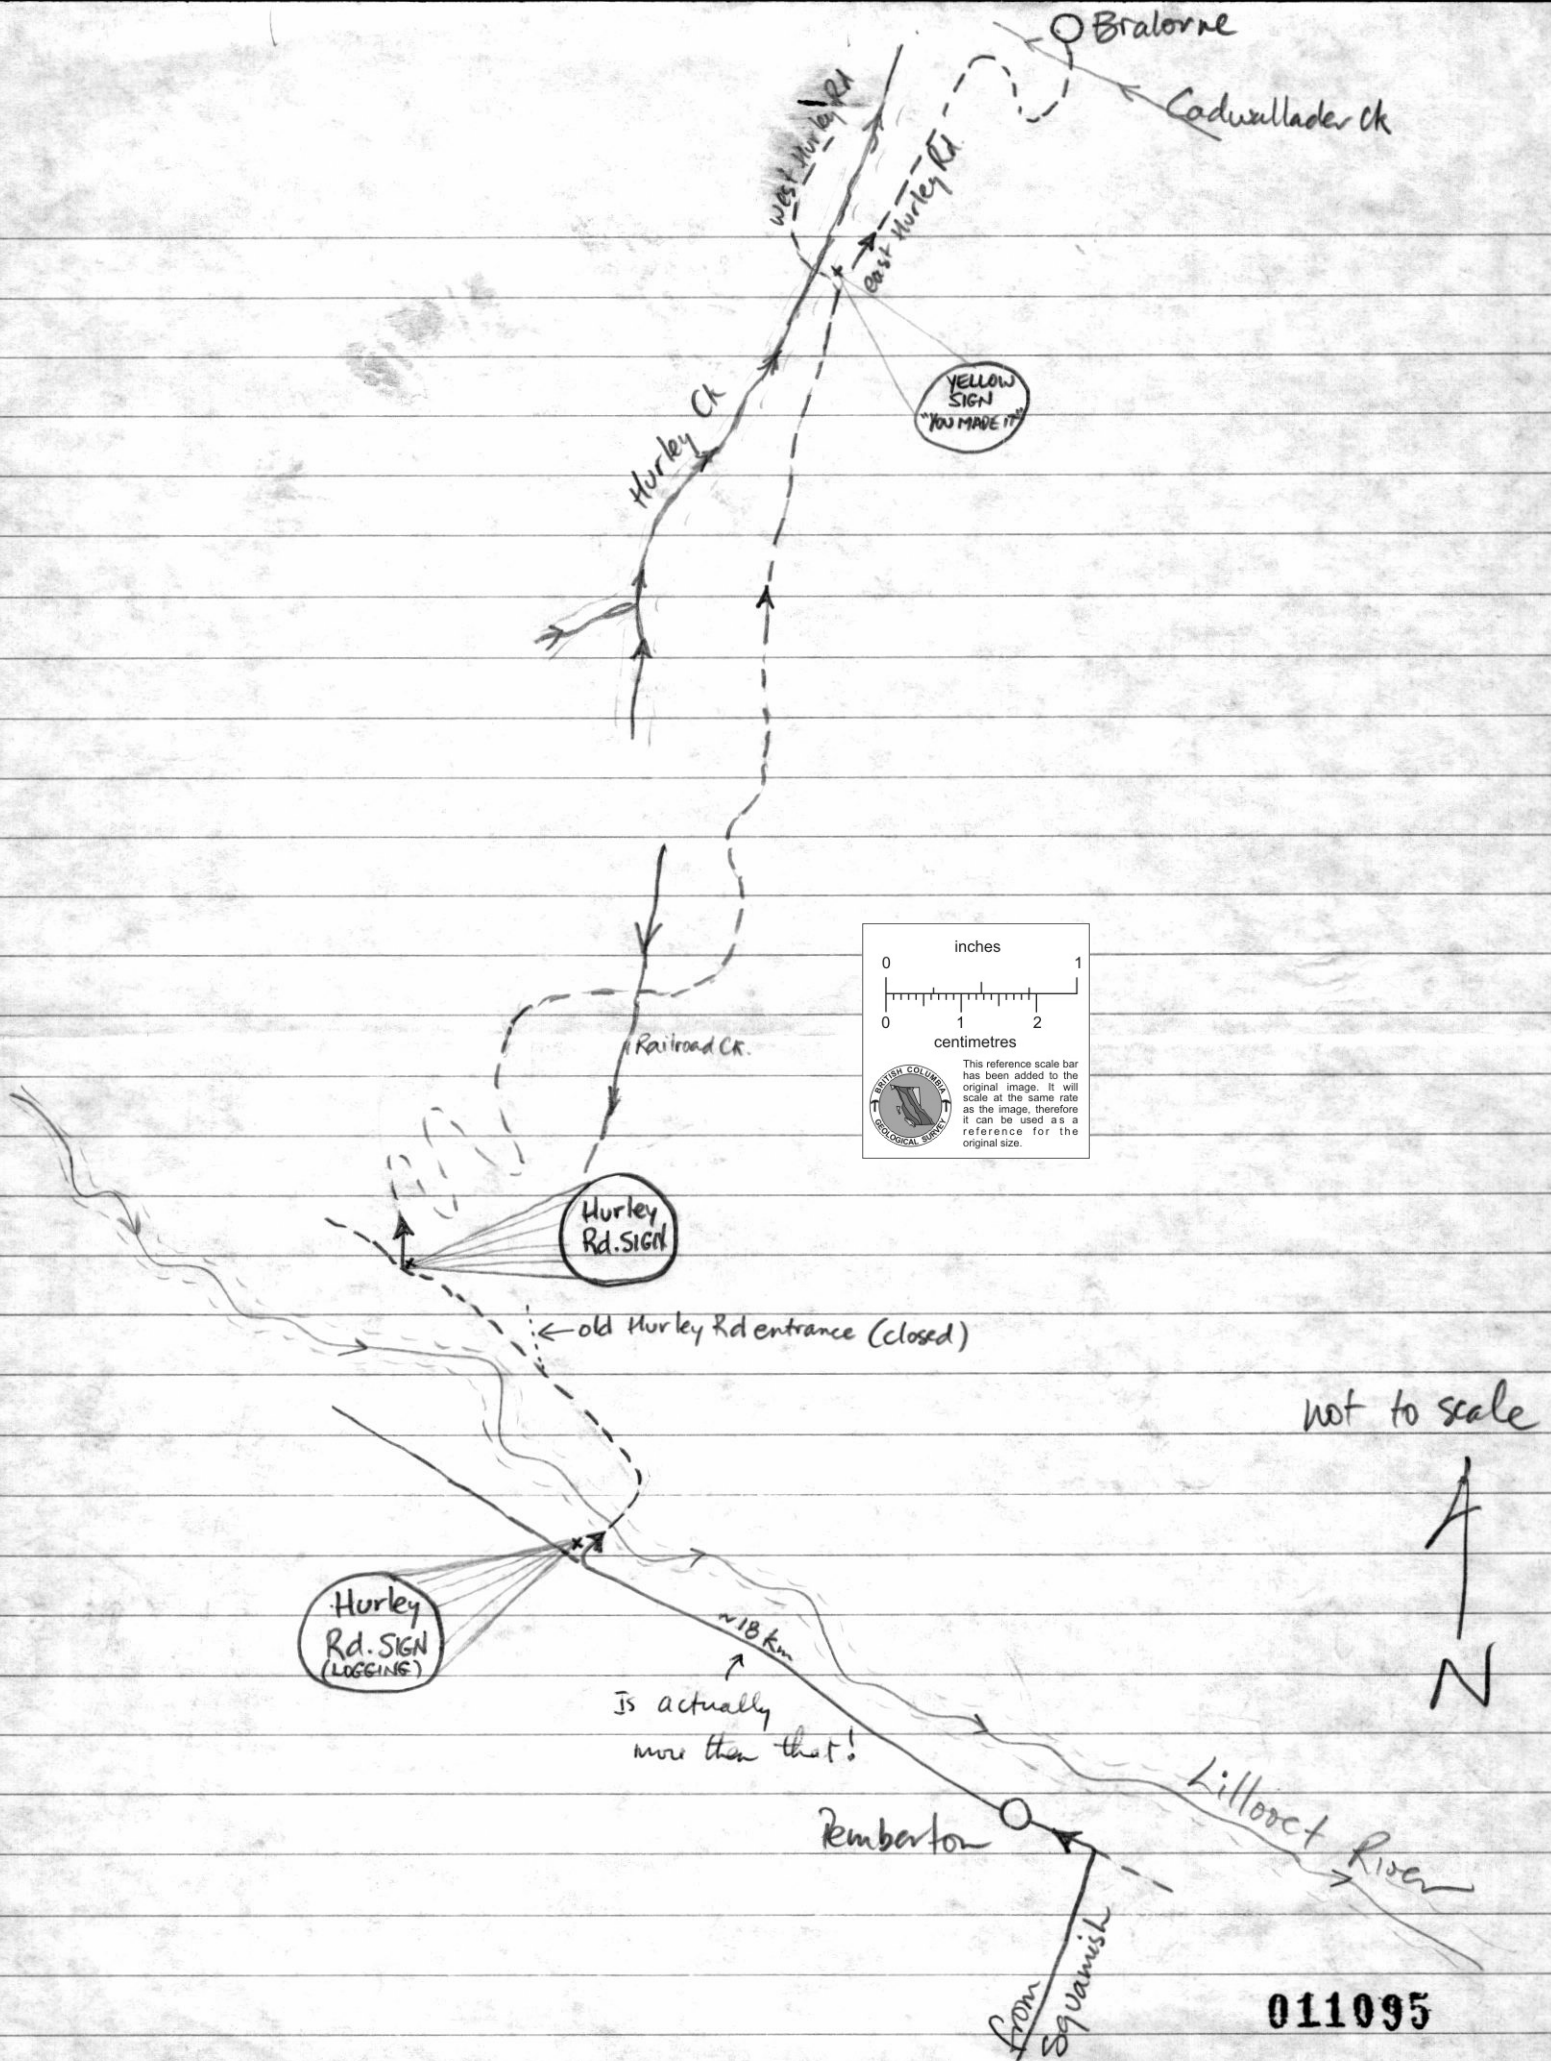 Bralorne
Cadwallader Ck
West Hurley Rd
east Hurley Rd.
YELLOW
SIGN
"YOU MADE IT"
Hurley Ck
inches
0 1
0 1 2
centimetres
This reference scale bar
has been added to the
original image. It will
scale at the same rate
as the image, therefore
it can be used as a
reference for the
original size.
BRITISH COLUMBIA
GEOLOGICAL SURVEY
Railroad Ck.
Hurley
Rd. SIGN
old Hurley Rd entrance (closed)
not to scale
N
Hurley
Rd. SIGN
(LOGGING)
~18 km
Is actually
more than that!
Lillooet River
Pemberton
from
Squamish
011095